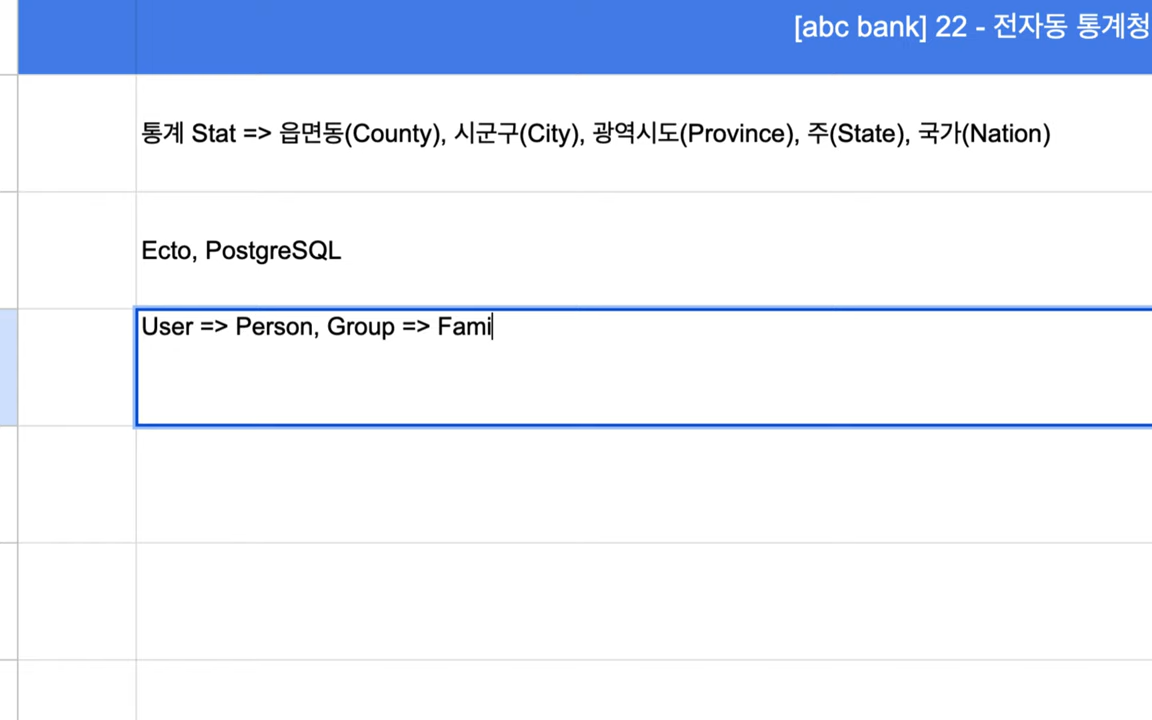 [abc bank] 22 - 전자동 통계청
통계 Stat => 읍면동(County), 시군구(City), 광역시도(Province), 주(State), 국가(Nation)
Ecto, PostgreSQL
User => Person, Group => Fami